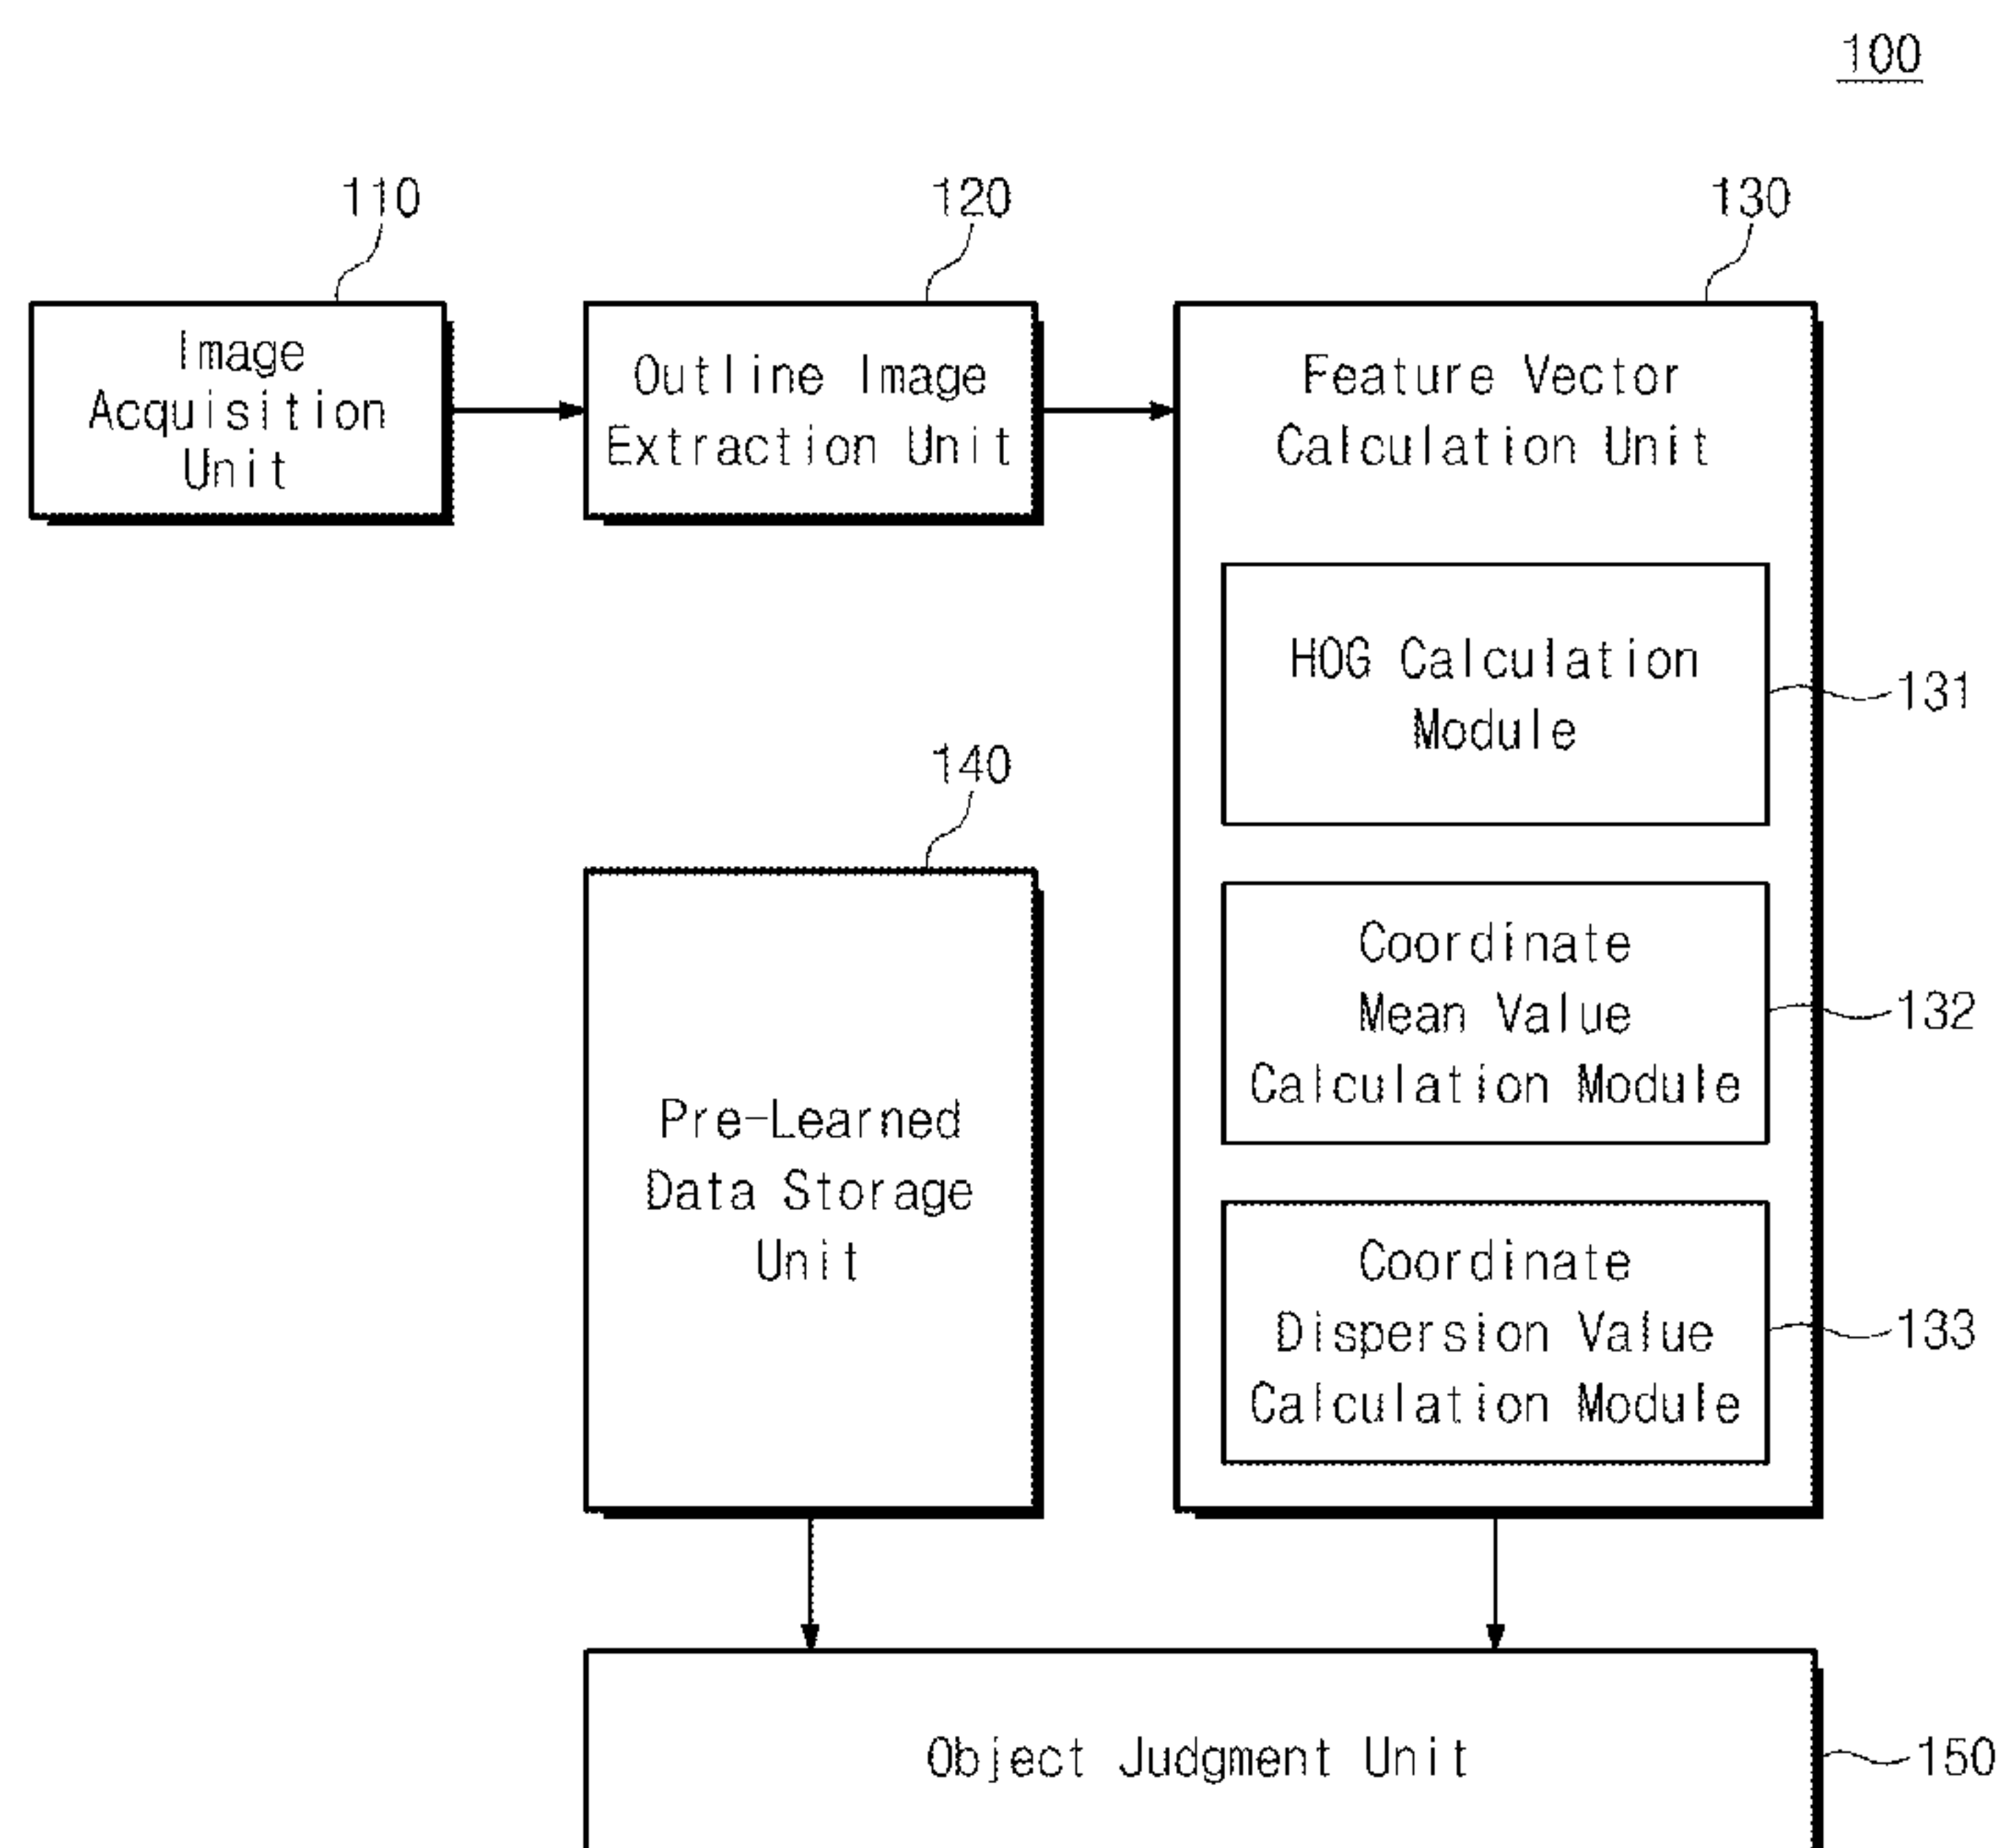 100
110
120
130
Image
Acquisition
Unit
Outline Image
Extraction Unit
Feature Vector
Calculation Unit
HOG Calculation
Module
131
140
Coordinate
Mean Value
Calculation Module
132
Pre-Learned
Data Storage
Unit
Coordinate
Dispersion Value
Calculation Module
133
Object Judgment Unit
150